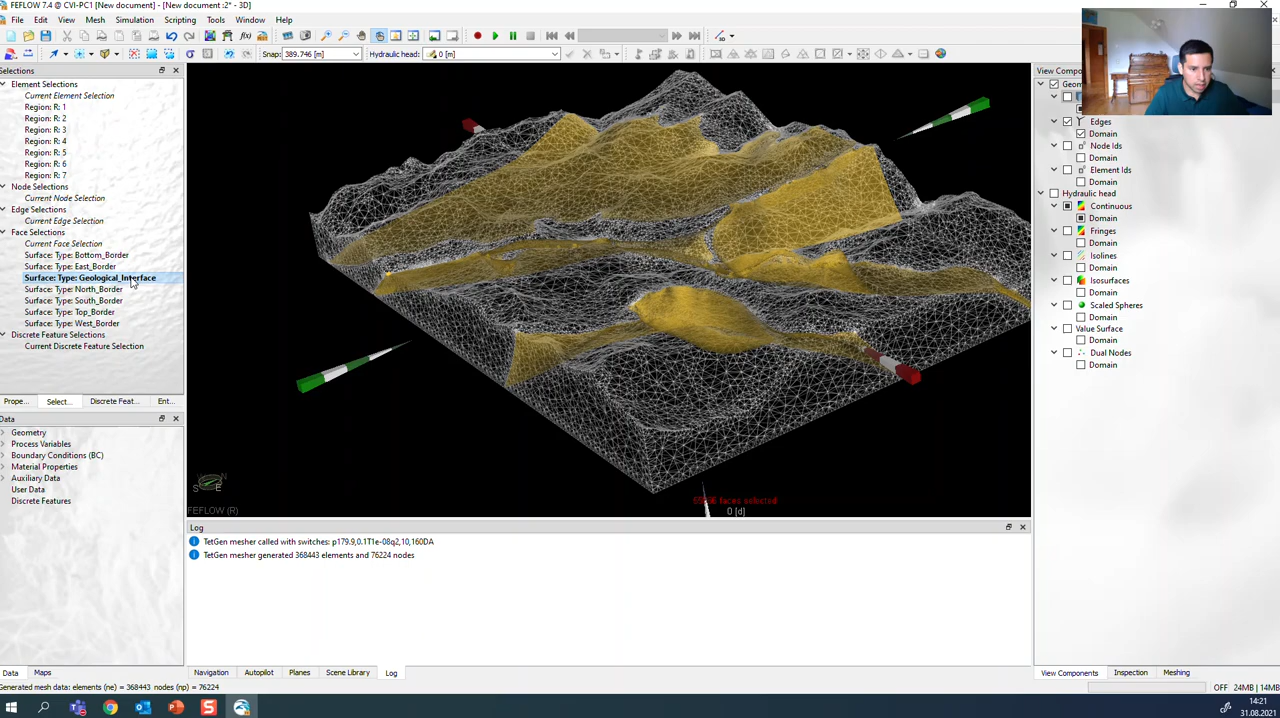 FEFLOW 7.4 @ CVI-PC1 [New document] - [New document :2* - 3D]
File Edit View Mesh Simulation Scripting Tools Window Help
Snap: 389.746 [m] Hydraulic head: 0 [m]
Selections
Element Selections
Current Element Selection
Region: R: 1
Region: R: 2
Region: R: 3
Region: R: 4
Region: R: 5
Region: R: 6
Region: R: 7
Node Selections
Current Node Selection
Edge Selections
Current Edge Selection
Face Selections
Current Face Selection
Surface: Type: Bottom_Border
Surface: Type: East_Border
Surface: Type: Geological_Interface
Surface: Type: North_Border
Surface: Type: South_Border
Surface: Type: Top_Border
Surface: Type: West_Border
Discrete Feature Selections
Current Discrete Feature Selection
Prope... Select... Discrete Feat... Ent...
Data
Geometry
Process Variables
Boundary Conditions (BC)
Material Properties
Auxiliary Data
User Data
Discrete Features
Data Maps
S E
FEFLOW (R)
faces selected
0 [d]
Log
TetGen mesher called with switches: p179.9,0.1T1e-08q2,10,160DA
TetGen mesher generated 368443 elements and 76224 nodes
Navigation Autopilot Planes Scene Library Log
View Compo
Geom
Edges
Domain
Node Ids
Domain
Element Ids
Domain
Hydraulic head
Continuous
Domain
Fringes
Domain
Isolines
Domain
Isosurfaces
Domain
Scaled Spheres
Domain
Value Surface
Domain
Dual Nodes
Domain
View Components Inspection Meshing
Generated mesh data: elements (ne) = 368443 nodes (np) = 76224
OFF 24MB | 14MB
14:21
31.08.2021